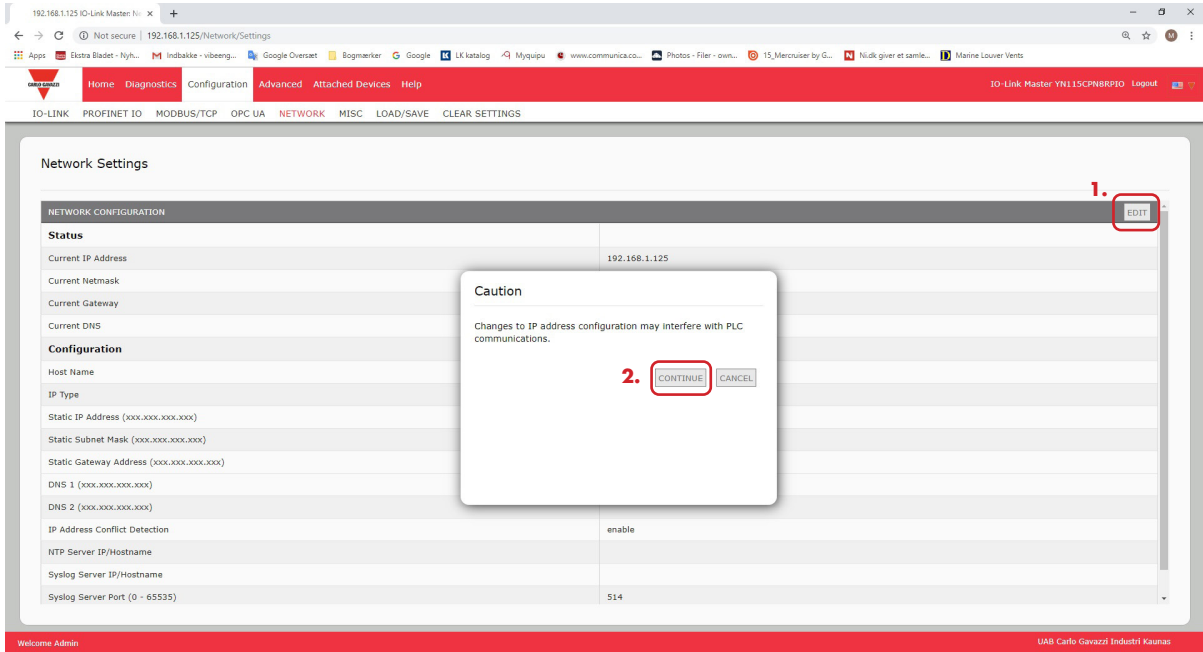 192.168.1.125 IO-Link Master: Ne
192.168.1.125/Network/Settings
Not secure
Apps Ekstra Bladet - Nyh... Indbakke - vibeeng... Google Oversæt Bogmærker Google LK katalog Myquipu www.communica.co... Photos - Filer - own... 15_Mercruiser by G... Ni.dk giver et samle... Marine Louver Vents
CARLO GAVAZZI
Home Diagnostics Configuration Advanced Attached Devices Help
IO-Link Master YN115CPN8RPIO Logout
IO-LINK PROFINET IO MODBUS/TCP OPC UA NETWORK MISC LOAD/SAVE CLEAR SETTINGS
Network Settings
1.
NETWORK CONFIGURATION EDIT
Status
Current IP Address 192.168.1.125
Current Netmask
Current Gateway
Current DNS
Configuration
Host Name
IP Type
Static IP Address (xxx.xxx.xxx.xxx)
Static Subnet Mask (xxx.xxx.xxx.xxx)
Static Gateway Address (xxx.xxx.xxx.xxx)
DNS 1 (xxx.xxx.xxx.xxx)
DNS 2 (xxx.xxx.xxx.xxx)
IP Address Conflict Detection enable
NTP Server IP/Hostname
Syslog Server IP/Hostname
Syslog Server Port (0 - 65535) 514
Caution
Changes to IP address configuration may interfere with PLC
communications.
2. CONTINUE CANCEL
Welcome Admin
UAB Carlo Gavazzi Industri Kaunas